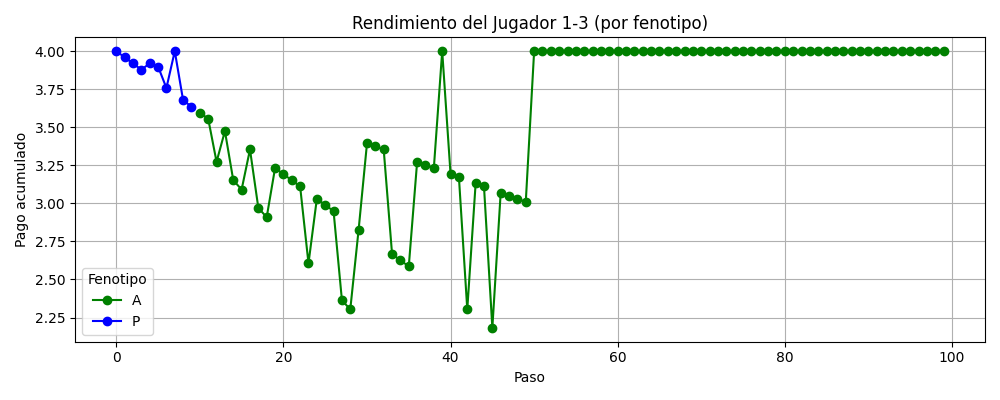 Rendimiento del Jugador 1-3 (por fenotipo)
Pago acumulado
4.00
3.75
3.50
3.25
3.00
2.75
2.50
2.25
Fenotipo
A
P
0 20 40 60 80 100
Paso